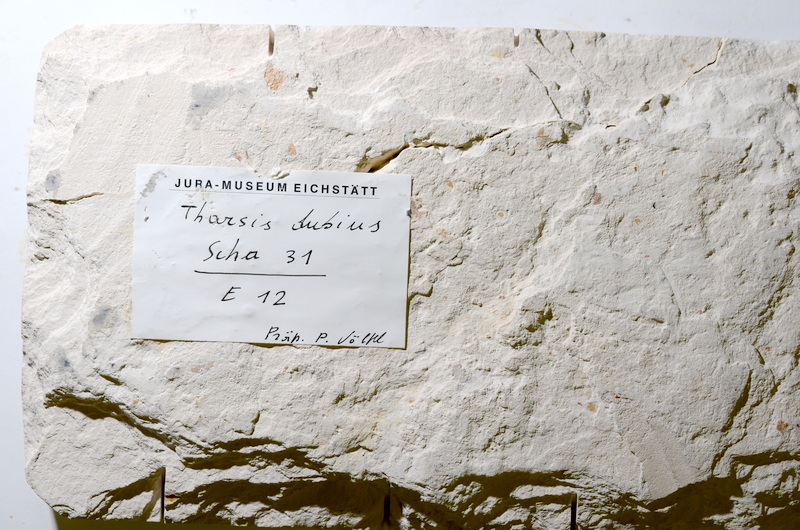 JURA-MUSEUM EICHSTÄTT
Tharsis dubius
Scha 31
E 12
Präp. P. Völkl